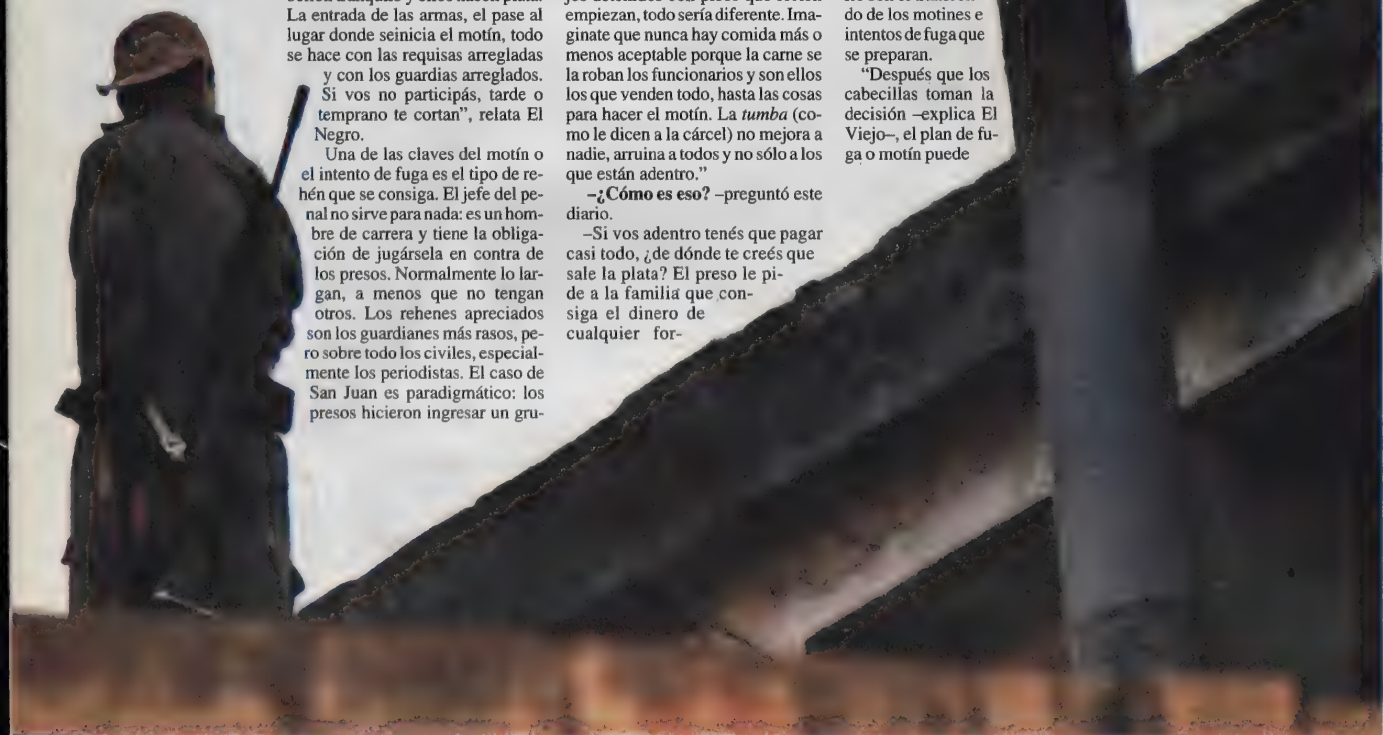 La entrada de las armas, el pase al
lugar donde seinicia el motín, todo
se hace con las requisas arregladas
y con los guardias arreglados.
Si vos no participás, tarde o
temprano te cortan”, relata El
Negro.
Una de las claves del motín o
el intento de fuga es el tipo de re-
hén que se consiga. El jefe del pe-
nal no sirve para nada: es un hom-
bre de carrera y tiene la obliga-
ción de jugársela en contra de
los presos. Normalmente lo lar-
gan, a menos que no tengan
otros. Los rehenes apreciados
son los guardianes más rasos, pe-
ro sobre todo los civiles, especial-
mente los periodistas. El caso de
San Juan es paradigmático: los
presos hicieron ingresar un gru-
empiezan, todo sería diferente. Ima-
ginate que nunca hay comida más o
menos aceptable porque la carne se
la roban los funcionarios y son ellos
los que venden todo, hasta las cosas
para hacer el motín. La tumba (co-
mo le dicen a la cárcel) no mejora a
nadie, arruina a todos y no sólo a los
que están adentro.”
–¿Cómo es eso? –preguntó este
diario.
–Si vos adentro tenés que pagar
casi todo, ¿de dónde te creés que
sale la plata? El preso le pi-
de a la familia que con-
siga el dinero de
cualquier for-
do de los motines e
intentos de fuga que
se preparan.
“Después que los
cabecillas toman la
decisión –explica El
Viejo–, el plan de fu-
ga o motín puede